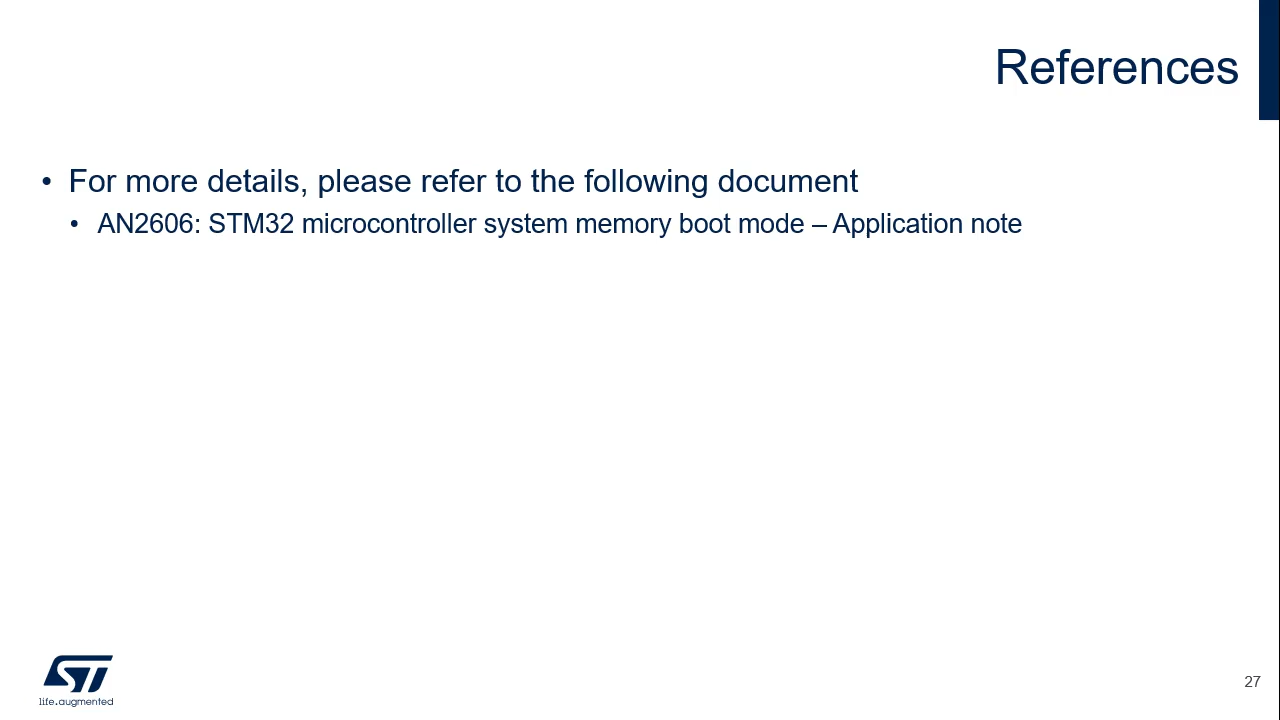 References
• For more details, please refer to the following document
• AN2606: STM32 microcontroller system memory boot mode – Application note
ST
life.augmented
27